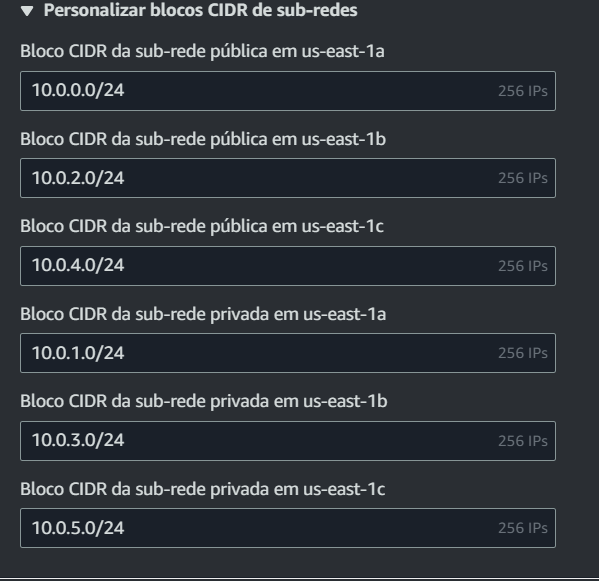 Personalizar blocos CIDR de sub-redes
Bloco CIDR da sub-rede pública em us-east-1a
10.0.0.0/24 256 IPs
Bloco CIDR da sub-rede pública em us-east-1b
10.0.2.0/24 256 IPs
Bloco CIDR da sub-rede pública em us-east-1c
10.0.4.0/24 256 IPs
Bloco CIDR da sub-rede privada em us-east-1a
10.0.1.0/24 256 IPs
Bloco CIDR da sub-rede privada em us-east-1b
10.0.3.0/24 256 IPs
Bloco CIDR da sub-rede privada em us-east-1c
10.0.5.0/24 256 IPs